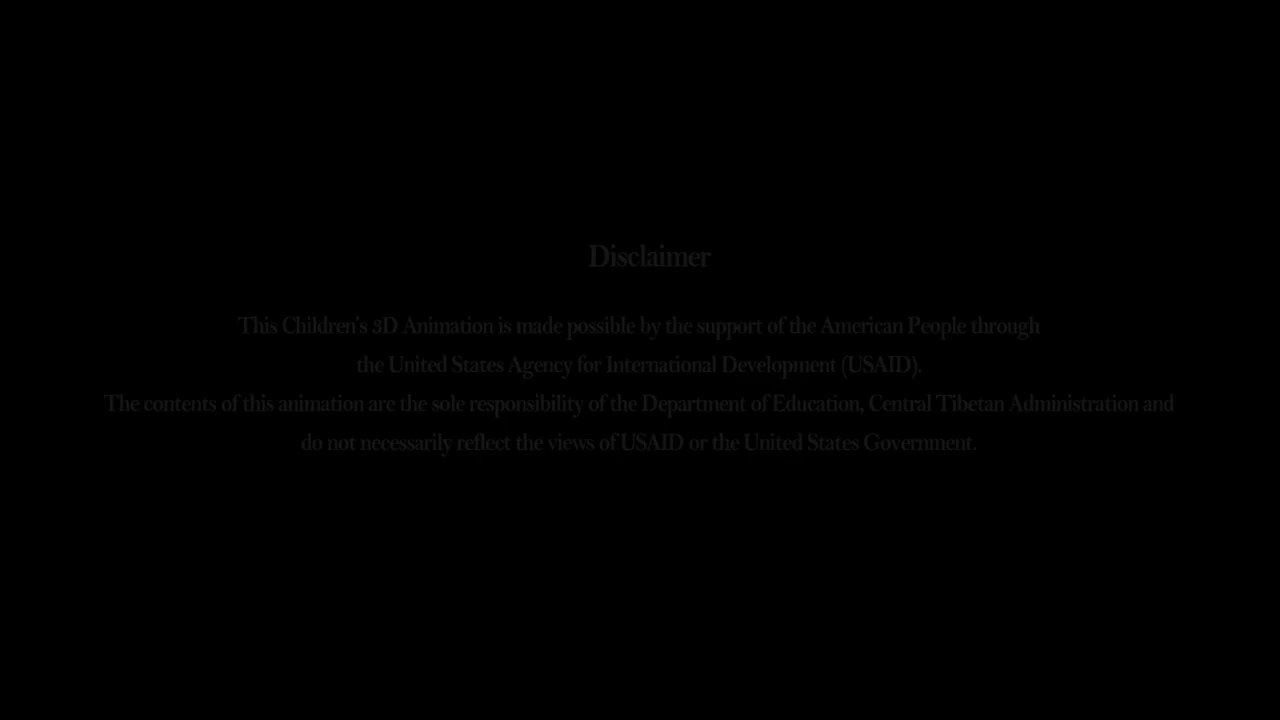 Disclaimer
This Children's 3D Animation is made possible by the support of the American People through
the United States Agency for International Development (USAID).
The contents of this animation are the sole responsibility of the Department of Education, Central Tibetan Administration and
do not necessarily reflect the views of USAID or the United States Government.